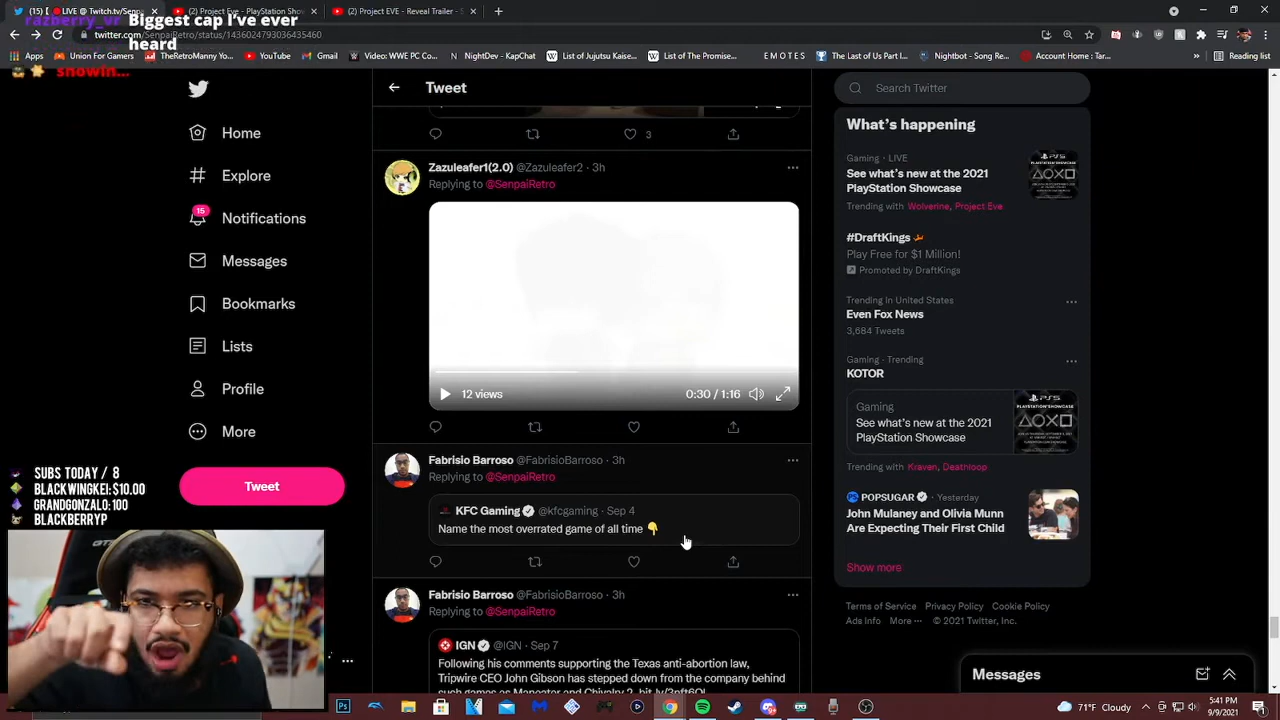 razberry_vr Biggest cap I've ever
heard
showin...
(2) Project EVE - Reveal Trailer - S
twitter.com/SenpaiRetro/status/1436024793036435460
Apps
Union For Gamers
TheRetroManny Yo
YouTube
Gmail
Video: WWE PC Con
NightDev - KapChat
List of Jujutsu Kaise
List of The Promise
E M O T E S
The Last of Us Part I
Nightbot - Dashboard
Account Home : Tar
Reading list
Home
Explore
15
Notifications
Messages
Bookmarks
Lists
Profile
More
Tweet
SUBS TODAY / 8
BLACKWINGKEI: $10.00
GRANDGONZALO: 100
BLACKBERRYP
Tweet
3
Zazuleafer1(2.0) @Zazuleafer2 · 3h
Replying to @SenpaiRetro
12 views
0:30 / 1:16
Fabrisio Barroso @FabrisioBarroso · 3h
Replying to @SenpaiRetro
KFC Gaming @kfcgaming · Sep 4
Name the most overrated game of all time 👇
Fabrisio Barroso @FabrisioBarroso · 3h
Replying to @SenpaiRetro
IGN @IGN · Sep 7
Following his comments supporting the Texas anti-abortion law,
Tripwire CEO John Gibson has stepped down from the company behind
such games as Maneater and Chivalry 2.
Search Twitter
What's happening
Gaming · LIVE
See what's new at the 2021
PlayStation Showcase
Trending with Wolverine, Project Eve
#DraftKings
Play Free for $1 Million!
Promoted by DraftKings
Trending in United States
Even Fox News
3,684 Tweets
Gaming · Trending
KOTOR
Gaming
See what's new at the 2021
PlayStation Showcase
Trending with Kraven, Deathloop
POPSUGAR · Yesterday
John Mulaney and Olivia Munn
Are Expecting Their First Child
Show more
Terms of Service Privacy Policy Cookie Policy
Ads Info More ··· © 2021 Twitter, Inc.
Messages
71°F Cloudy
5:41 PM
9/9/2021